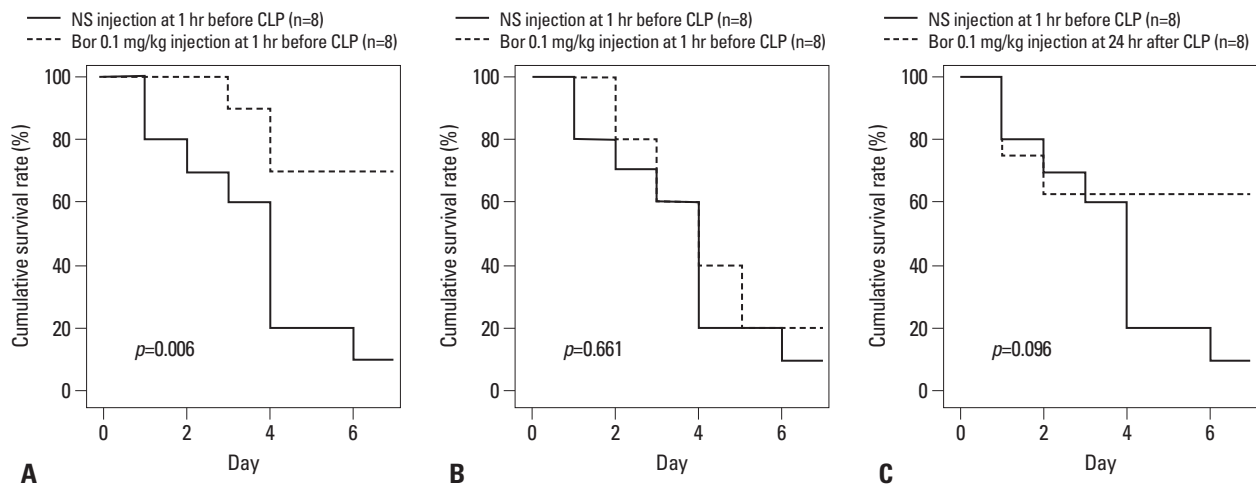 NS injection at 1 hr before CLP (n=8)
Bor 0.1 mg/kg injection at 1 hr before CLP (n=8)
Cumulative survival rate (%)
100
80
60
40
20
0
p=0.006
0 2 4 6
Day
A
NS injection at 1 hr before CLP (n=8)
Bor 0.1 mg/kg injection at 1 hr before CLP (n=8)
Cumulative survival rate (%)
100
80
60
40
20
0
p=0.661
0 2 4 6
Day
B
NS injection at 1 hr before CLP (n=8)
Bor 0.1 mg/kg injection at 24 hr after CLP (n=8)
Cumulative survival rate (%)
100
80
60
40
20
0
p=0.096
0 2 4 6
Day
C